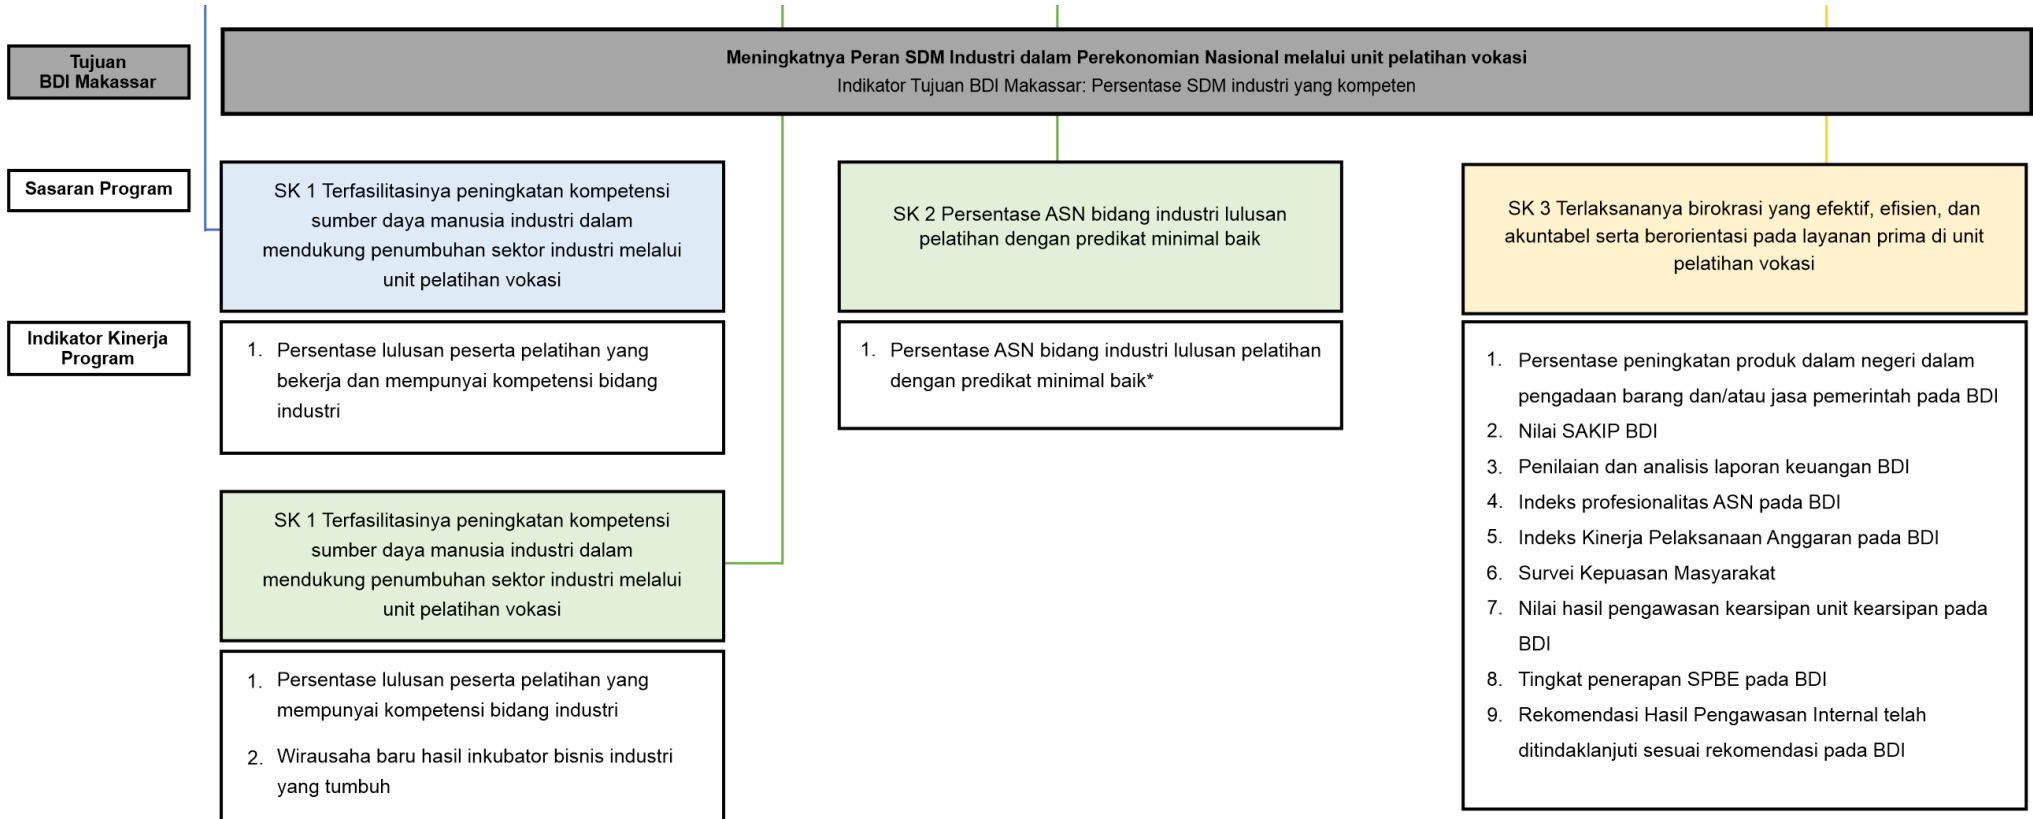 Tujuan
BDI Makassar
Meningkatnya Peran SDM Industri dalam Perekonomian Nasional melalui unit pelatihan vokasi
Indikator Tujuan BDI Makassar: Persentase SDM industri yang kompeten
Sasaran Program
SK 1 Terfasilitasinya peningkatan kompetensi
sumber daya manusia industri dalam
mendukung penumbuhan sektor industri melalui
unit pelatihan vokasi
SK 2 Persentase ASN bidang industri lulusan
pelatihan dengan predikat minimal baik
SK 3 Terlaksananya birokrasi yang efektif, efisien, dan
akuntabel serta berorientasi pada layanan prima di unit
pelatihan vokasi
Indikator Kinerja
Program
1. Persentase lulusan peserta pelatihan yang
bekerja dan mempunyai kompetensi bidang
industri
1. Persentase ASN bidang industri lulusan pelatihan
dengan predikat minimal baik*
1. Persentase peningkatan produk dalam negeri dalam
pengadaan barang dan/atau jasa pemerintah pada BDI
2. Nilai SAKIP BDI
3. Penilaian dan analisis laporan keuangan BDI
4. Indeks profesionalitas ASN pada BDI
5. Indeks Kinerja Pelaksanaan Anggaran pada BDI
6. Survei Kepuasan Masyarakat
7. Nilai hasil pengawasan kearsipan unit kearsipan pada
BDI
8. Tingkat penerapan SPBE pada BDI
9. Rekomendasi Hasil Pengawasan Internal telah
ditindaklanjuti sesuai rekomendasi pada BDI
SK 1 Terfasilitasinya peningkatan kompetensi
sumber daya manusia industri dalam
mendukung penumbuhan sektor industri melalui
unit pelatihan vokasi
1. Persentase lulusan peserta pelatihan yang
mempunyai kompetensi bidang industri
2. Wirausaha baru hasil inkubator bisnis industri
yang tumbuh